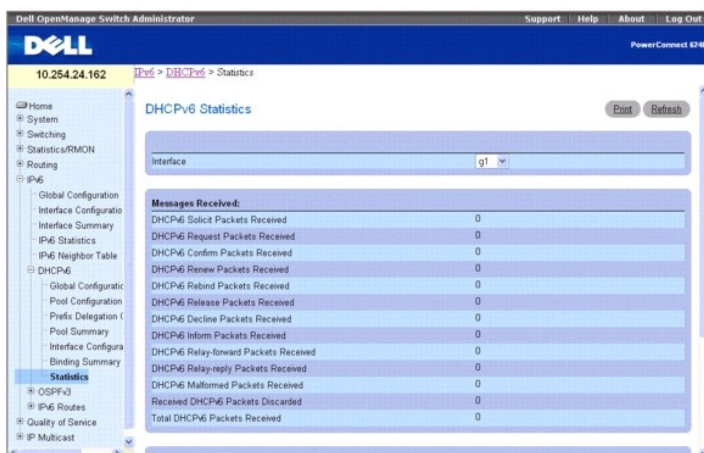 Dell OpenManage Switch Administrator Support Help About Log Out
DELL
PowerConnect 6248
10.254.24.162
IPv6 > DHCPv6 > Statistics
Home
System
Switching
Statistics/RMON
Routing
IPv6
Global Configuration
Interface Configuratio
Interface Summary
IPv6 Statistics
IPv6 Neighbor Table
DHCPv6
Global Configuratic
Pool Configuration
Prefix Delegation C
Pool Summary
Interface Configura
Binding Summary
Statistics
OSPFv3
IPv6 Routes
Quality of Service
IP Multicast
DHCPv6 Statistics
Print Refresh
Interface g1
Messages Received:
DHCPv6 Solicit Packets Received 0
DHCPv6 Request Packets Received 0
DHCPv6 Confirm Packets Received 0
DHCPv6 Renew Packets Received 0
DHCPv6 Rebind Packets Received 0
DHCPv6 Release Packets Received 0
DHCPv6 Decline Packets Received 0
DHCPv6 Inform Packets Received 0
DHCPv6 Relay-forward Packets Received 0
DHCPv6 Relay-reply Packets Received 0
DHCPv6 Malformed Packets Received 0
Received DHCPv6 Packets Discarded 0
Total DHCPv6 Packets Received 0